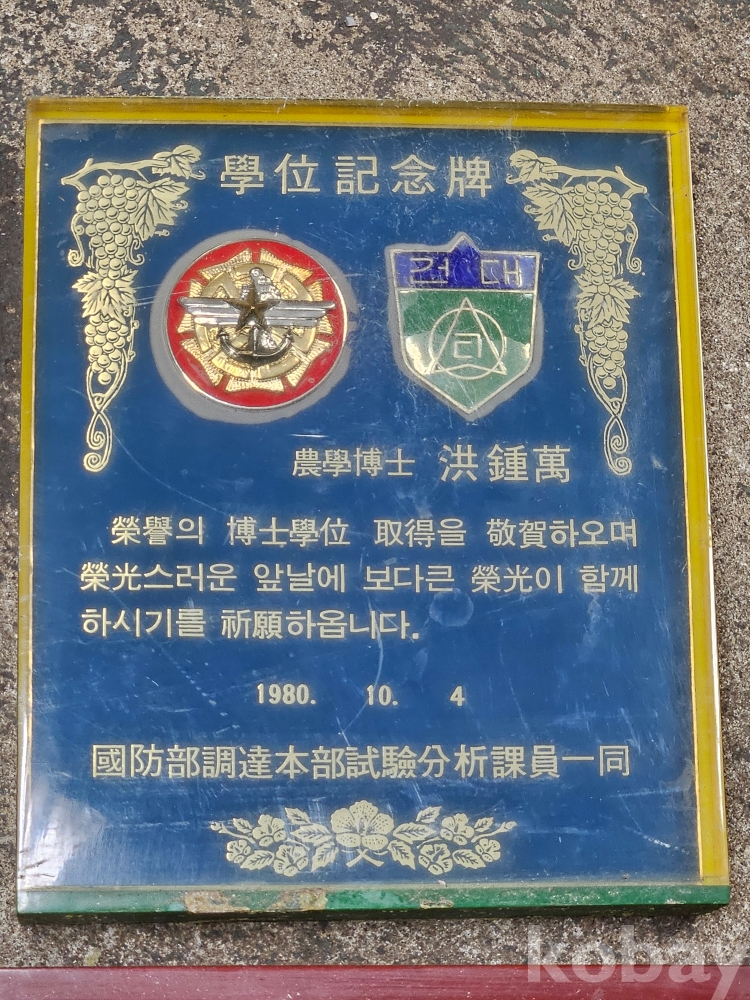 學位記念牌
건대
農學博士 洪鍾萬
榮譽의 博士學位 取得을 敬賀하오며
榮光스러운 앞날에 보다큰 榮光이 함께
하시기를 祈願하옵니다.
1980. 10. 4
國防部調達本部試驗分析課員一同
kobay